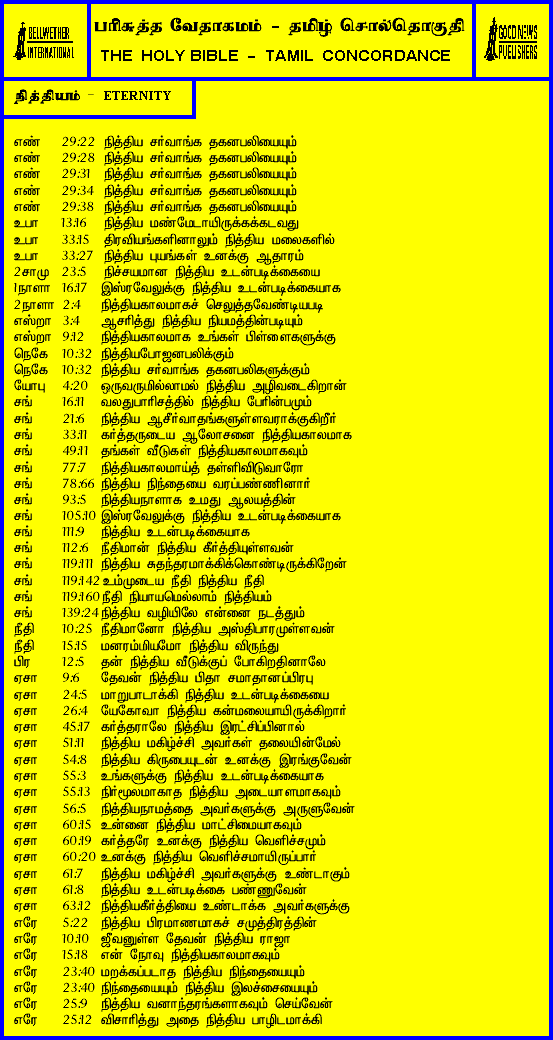 BELLWETHER
INTERNATIONAL
பரிசுத்த வேதாகமம் - தமிழ் சொல்தொகுதி
THE HOLY BIBLE - TAMIL CONCORDANCE
GOOD NEWS
PUBLISHERS
நித்தியம் - ETERNITY
எண் 29:22 நித்திய சர்வாங்க தகனபலியையும்
எண் 29:28 நித்திய சர்வாங்க தகனபலியையும்
எண் 29:31 நித்திய சர்வாங்க தகனபலியையும்
எண் 29:34 நித்திய சர்வாங்க தகனபலியையும்
எண் 29:38 நித்திய சர்வாங்க தகனபலியையும்
உபா 13:16 நித்திய மண்மேடாயிருக்கக்கடவது
உபா 33:15 திரவியங்களினாலும் நித்திய மலைகளில்
உபா 33:27 நித்திய புயங்கள் உனக்கு ஆதாரம்
2சாமு 23:5 நிச்சயமான நித்திய உடன்படிக்கையை
1நாளா 16:17 இஸ்ரவேலுக்கு நித்திய உடன்படிக்கையாக
2நாளா 2:4 நித்தியகாலமாகச் செலுத்தவேண்டியபடி
எஸ்றா 3:4 ஆசரித்து நித்திய நியமத்தின்படியும்
எஸ்றா 9:12 நித்தியகாலமாக உங்கள் பிள்ளைகளுக்கு
நெகே 10:32 நித்தியபோஜனபலிக்கும்
நெகே 10:32 நித்திய சர்வாங்க தகனபலிகளுக்கும்
யோபு 4:20 ஒருவருமில்லாமல் நித்திய அழிவடைகிறான்
சங் 16:11 வலதுபாரிசத்தில் நித்திய பேரின்பமும்
சங் 21:6 நித்திய ஆசீர்வாதங்களுள்ளவராக்குகிறீர்
சங் 33:11 கர்த்தருடைய ஆலோசனை நித்தியகாலமாக
சங் 49:11 தங்கள் வீடுகள் நித்தியகாலமாகவும்
சங் 77:7 நித்தியகாலமாய்த் தள்ளிவிடுவாரோ
சங் 78:66 நித்திய நிந்தையை வரப்பண்ணினார்
சங் 93:5 நித்தியநாளாக உமது ஆலயத்தின்
சங் 105:10 இஸ்ரவேலுக்கு நித்திய உடன்படிக்கையாக
சங் 111:9 நித்திய உடன்படிக்கையாக
சங் 112:6 நீதிமான் நித்திய கீர்த்தியுள்ளவன்
சங் 119:111 நித்திய சுதந்தரமாக்கிக்கொண்டிருக்கிறேன்
சங் 119:142 உம்முடைய நீதி நித்திய நீதி
சங் 119:160 நீதி நியாயமெல்லாம் நித்தியம்
சங் 139:24 நித்திய வழியிலே என்னை நடத்தும்
நீதி 10:25 நீதிமானோ நித்திய அஸ்திபாரமுள்ளவன்
நீதி 15:15 மனரம்மியமோ நித்திய விருந்து
பிர 12:5 தன் நித்திய வீடுக்குப் போகிறதினாலே
ஏசா 9:6 தேவன் நித்திய பிதா சமாதானப்பிரபு
ஏசா 24:5 மாறுபாடாக்கி நித்திய உடன்படிக்கையை
ஏசா 26:4 யேகோவா நித்திய கன்மலையாயிருக்கிறார்
ஏசா 45:17 கர்த்தராலே நித்திய இரட்சிப்பினால்
ஏசா 51:11 நித்திய மகிழ்ச்சி அவர்கள் தலையின்மேல்
ஏசா 54:8 நித்திய கிருபையுடன் உனக்கு இரங்குவேன்
ஏசா 55:3 உங்களுக்கு நித்திய உடன்படிக்கையாக
ஏசா 55:13 நிர்மூலமாகாத நித்திய அடையாளமாகவும்
ஏசா 56:5 நித்தியநாமத்தை அவர்களுக்கு அருளுவேன்
ஏசா 60:15 உன்னை நித்திய மாட்சிமையாகவும்
ஏசா 60:19 கர்த்தரே உனக்கு நித்திய வெளிச்சமும்
ஏசா 60:20 உனக்கு நித்திய வெளிச்சமாயிருப்பார்
ஏசா 61:7 நித்திய மகிழ்ச்சி அவர்களுக்கு உண்டாகும்
ஏசா 61:8 நித்திய உடன்படிக்கை பண்ணுவேன்
ஏசா 63:12 நித்தியகீர்த்தியை உண்டாக்க அவர்களுக்கு
எரே 5:22 நித்திய பிரமாணமாகச் சமுத்திரத்தின்
எரே 10:10 ஜீவனுள்ள தேவன் நித்திய ராஜா
எரே 15:18 என் நோவு நித்தியகாலமாகவும்
எரே 23:40 மறக்கப்படாத நித்திய நிந்தையையும்
எரே 23:40 நிந்தையையும் நித்திய இலச்சையையும்
எரே 25:9 நித்திய வனாந்தரங்களாகவும் செய்வேன்
எரே 25:12 விசாரித்து அதை நித்திய பாழிடமாக்கி